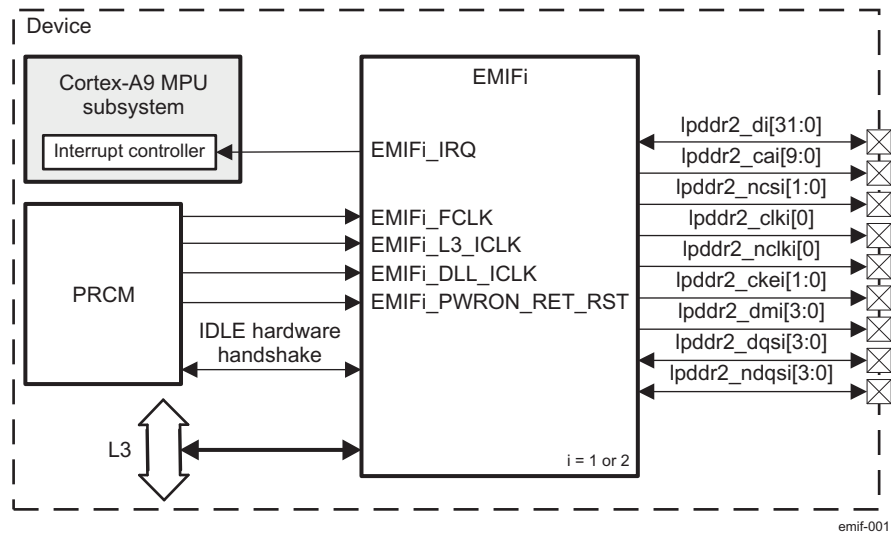 Device
Cortex-A9 MPU
subsystem
Interrupt controller
PRCM
IDLE hardware
handshake
L3
EMIFi
EMIFi_IRQ
EMIFi_FCLK
EMIFi_L3_ICLK
EMIFi_DLL_ICLK
EMIFi_PWRON_RET_RST
i = 1 or 2
lpddr2_di[31:0]
lpddr2_cai[9:0]
lpddr2_ncsi[1:0]
lpddr2_clki[0]
lpddr2_nclki[0]
lpddr2_ckei[1:0]
lpddr2_dmi[3:0]
lpddr2_dqsi[3:0]
lpddr2_ndqsi[3:0]
emif-001